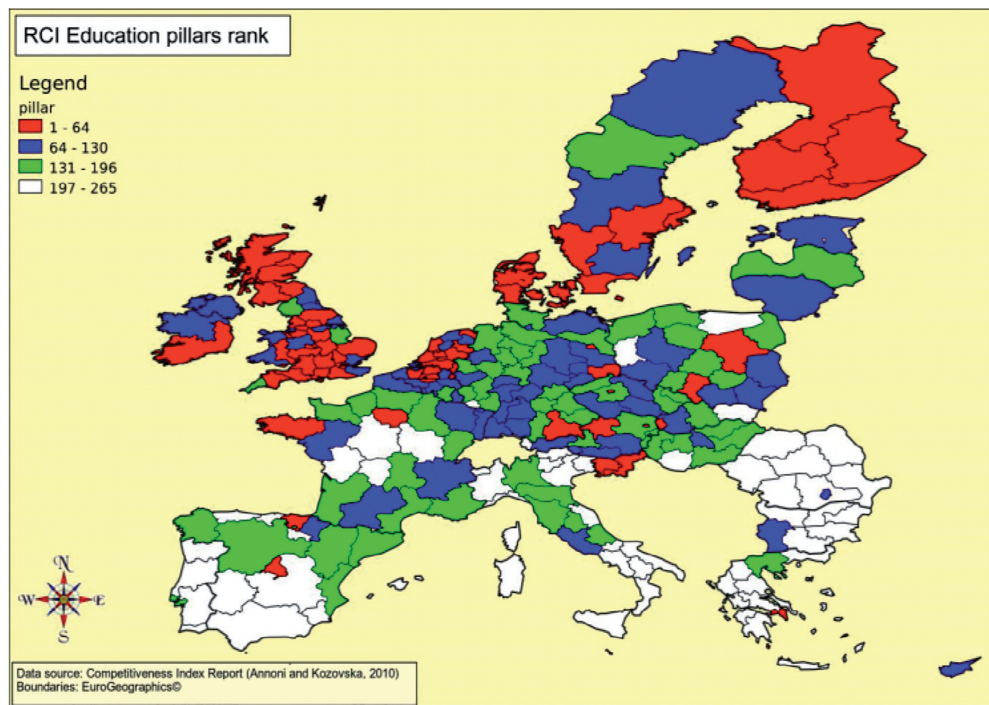 RCI Education pillars rank
Legend
pillar
1 - 64
64 - 130
131 - 196
197 - 265
N
W E
S
Data source: Competitiveness Index Report (Annoni and Kozovska, 2010)
Boundaries: EuroGeographics©